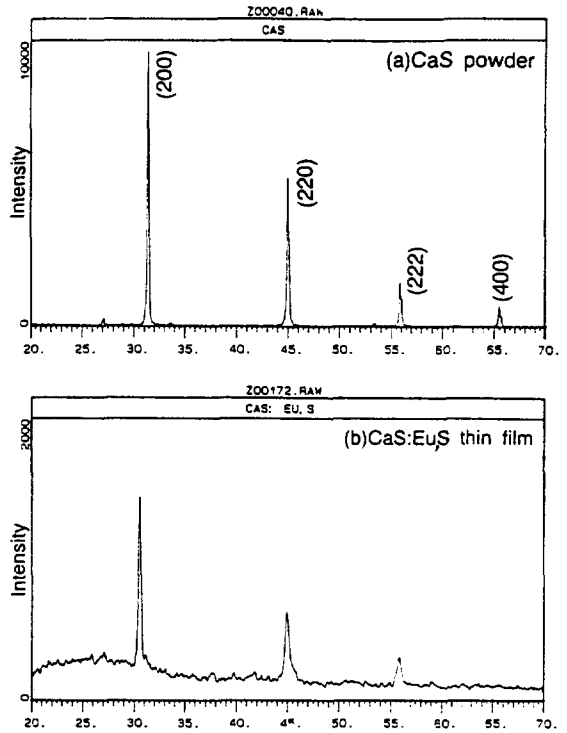 Z00040.RAW
CAS
(a)CaS powder
10000
Intensity
0
(200)
(220)
(222)
(400)
20. 25. 30. 35. 40. 45. 50. 55. 60. 65. 70.
Z00172.RAW
CAS: EU, S
(b)CaS:Eu,S thin film
2000
Intensity
0
20. 25. 30. 35. 40. 50. 55. 60. 65. 70.